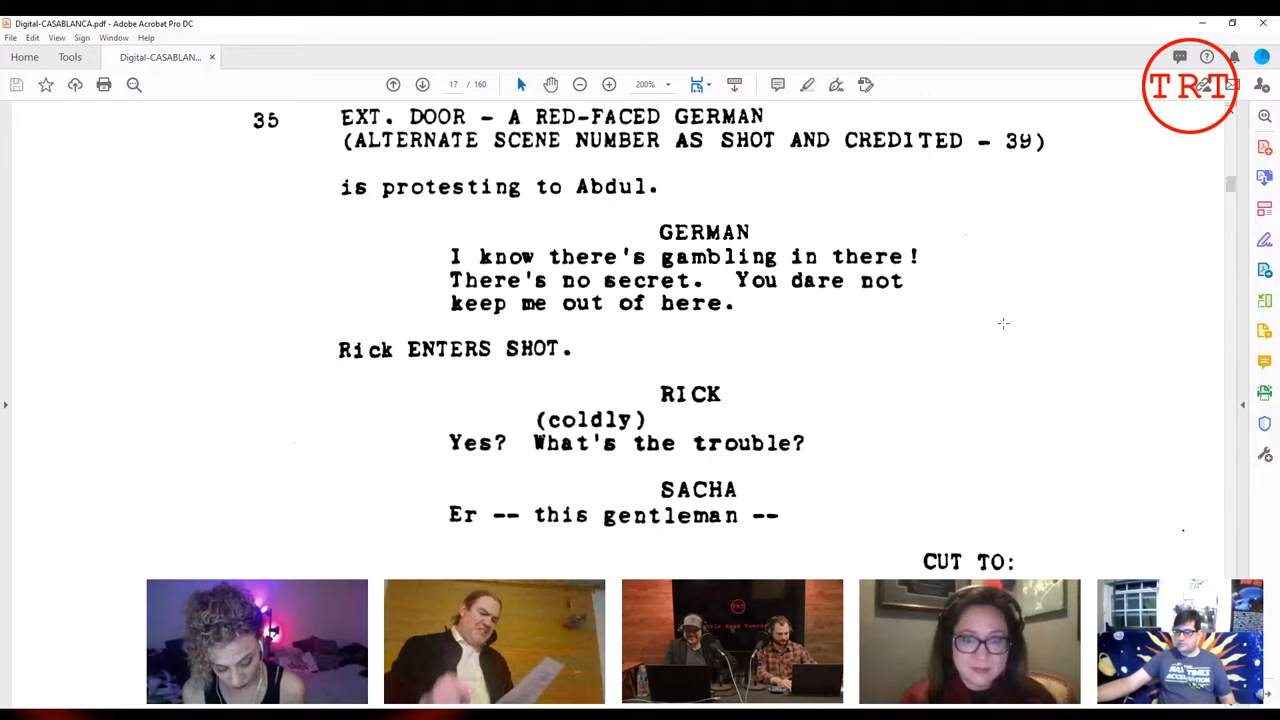 Digital-CASABLANCA.pdf - Adobe Acrobat Pro DC
File Edit View Sign Window Help
Home Tools Digital-CASABLAN... ×
17 / 160 200%
TRT
35 EXT. DOOR - A RED-FACED GERMAN
(ALTERNATE SCENE NUMBER AS SHOT AND CREDITED - 39)
is protesting to Abdul.
GERMAN
I know there's gambling in there!
There's no secret. You dare not
keep me out of here.
Rick ENTERS SHOT.
RICK
(coldly)
Yes? What's the trouble?
SACHA
Er -- this gentleman --
CUT TO:
TRT